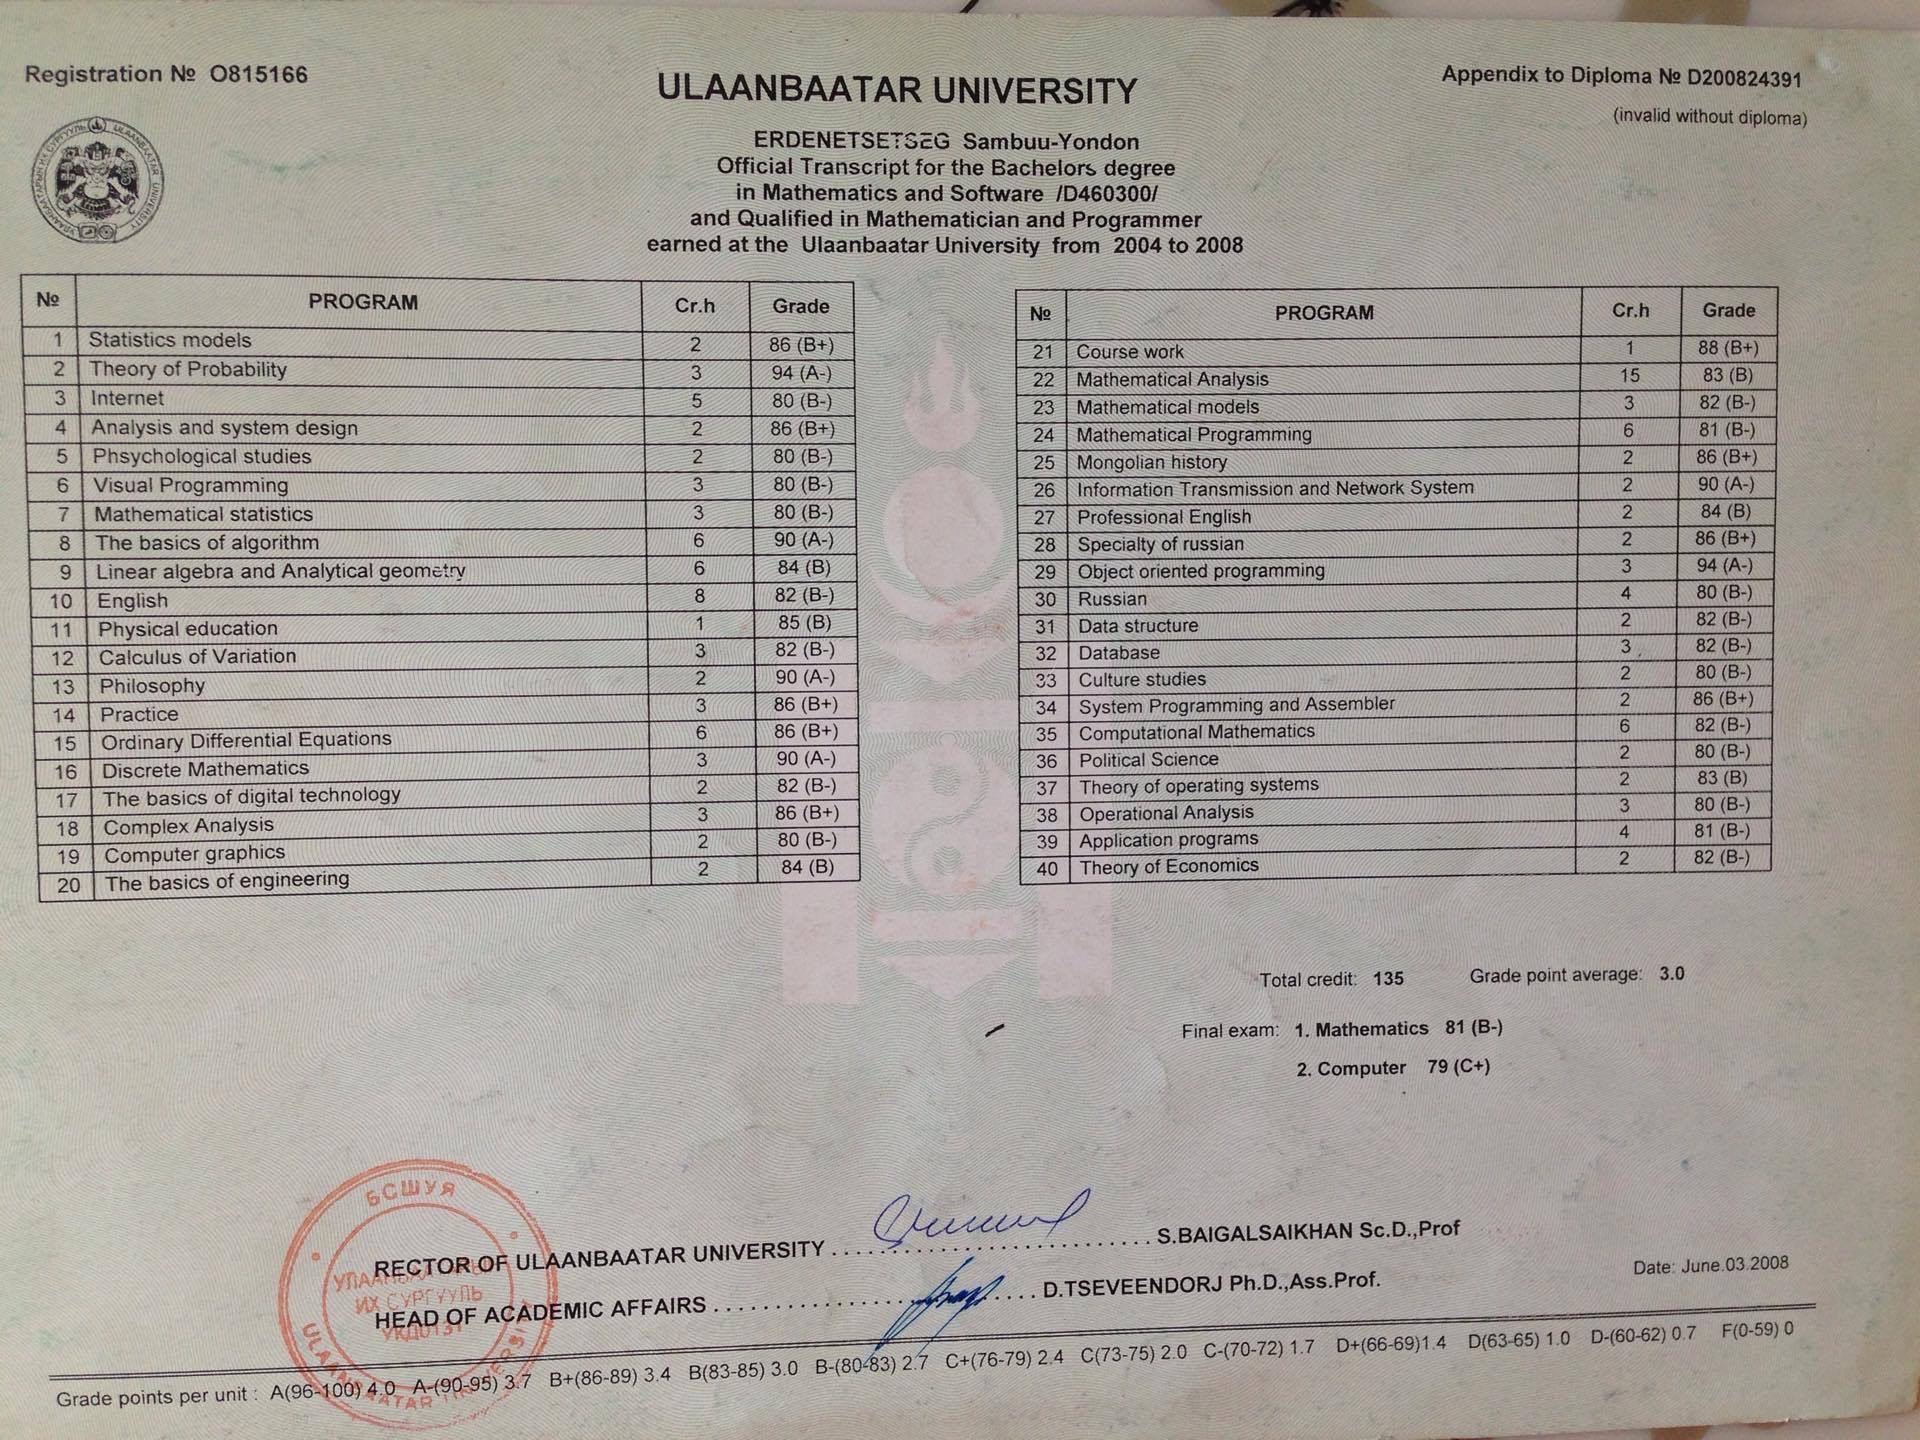 Registration № O815166
ULAANBAATAR UNIVERSITY
Appendix to Diploma № D200824391
(invalid without diploma)
ERDENETSETSEG Sambuu-Yondon
Official Transcript for the Bachelors degree
in Mathematics and Software /D460300/
and Qualified in Mathematician and Programmer
earned at the Ulaanbaatar University from 2004 to 2008
№ PROGRAM Cr.h Grade
1 Statistics models 2 86 (B+)
2 Theory of Probability 3 94 (A-)
3 Internet 5 80 (B-)
4 Analysis and system design 2 86 (B+)
5 Phsychological studies 2 80 (B-)
6 Visual Programming 3 80 (B-)
7 Mathematical statistics 3 80 (B-)
8 The basics of algorithm 6 90 (A-)
9 Linear algebra and Analytical geometry 6 84 (B)
10 English 8 82 (B-)
11 Physical education 1 85 (B)
12 Calculus of Variation 3 82 (B-)
13 Philosophy 2 90 (A-)
14 Practice 3 86 (B+)
15 Ordinary Differential Equations 6 86 (B+)
16 Discrete Mathematics 3 90 (A-)
17 The basics of digital technology 2 82 (B-)
18 Complex Analysis 3 86 (B+)
19 Computer graphics 2 80 (B-)
20 The basics of engineering 2 84 (B)
№ PROGRAM Cr.h Grade
21 Course work 1 88 (B+)
22 Mathematical Analysis 15 83 (B)
23 Mathematical models 3 82 (B-)
24 Mathematical Programming 6 81 (B-)
25 Mongolian history 2 86 (B+)
26 Information Transmission and Network System 2 90 (A-)
27 Professional English 2 84 (B)
28 Specialty of russian 2 86 (B+)
29 Object oriented programming 3 94 (A-)
30 Russian 4 80 (B-)
31 Data structure 2 82 (B-)
32 Database 3 82 (B-)
33 Culture studies 2 80 (B-)
34 System Programming and Assembler 2 86 (B+)
35 Computational Mathematics 6 82 (B-)
36 Political Science 2 80 (B-)
37 Theory of operating systems 2 83 (B)
38 Operational Analysis 3 80 (B-)
39 Application programs 4 81 (B-)
40 Theory of Economics 2 82 (B-)
Total credit: 135 Grade point average: 3.0
Final exam: 1. Mathematics 81 (B-)
2. Computer 79 (C+)
БСШУЯ
ИХ СУРГУУЛЬ
RECTOR OF ULAANBAATAR UNIVERSITY ........................ S.BAIGALSAIKHAN Sc.D.,Prof
HEAD OF ACADEMIC AFFAIRS ........................ D.TSEVEENDORJ Ph.D.,Ass.Prof.
Date: June.03.2008
Grade points per unit : A(96-100) 4.0 A-(90-95) 3.7 B+(86-89) 3.4 B(83-85) 3.0 B-(80-83) 2.7 C+(76-79) 2.4 C(73-75) 2.0 C-(70-72) 1.7 D+(66-69)1.4 D(63-65) 1.0 D-(60-62) 0.7 F(0-59) 0